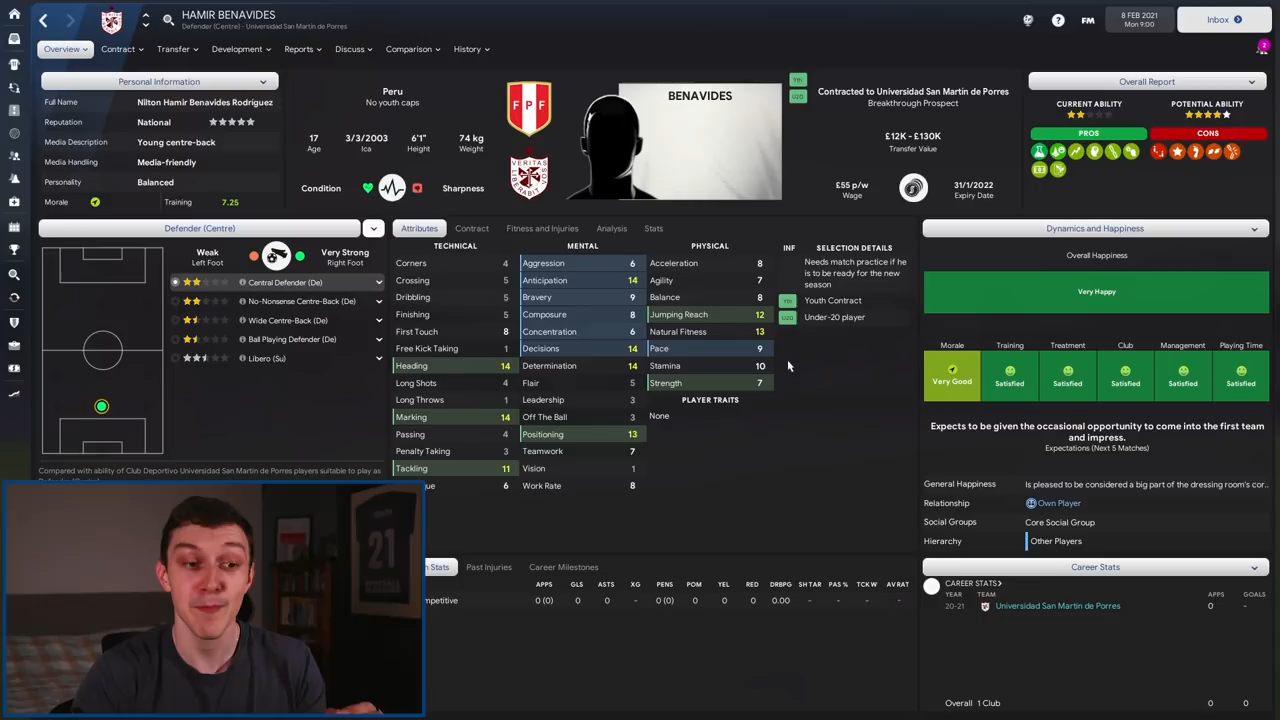 HAMIR BENAVIDES
Defender (Centre) - Universidad San Martín de Porres
8 FEB 2021
Mon 9:00
Inbox
FM
2
Overview
Contract
Transfer
Development
Reports
Discuss
Comparison
History
Personal Information
Full Name Nilton Hamir Benavides Rodríguez
Reputation National
Media Description Young centre-back
Media Handling Media-friendly
Personality Balanced
Morale Training 7.25
Peru
No youth caps
17 3/3/2003 6'1" 74 kg
Age Ica Height Weight
Condition Sharpness
FPF
VERITAS
LIBERABIT VOS
BENAVIDES
Yth
U20
Contracted to Universidad San Martín de Porres
Breakthrough Prospect
£12K - £130K
Transfer Value
£55 p/w 31/1/2022
Wage Expiry Date
Overall Report
CURRENT ABILITY POTENTIAL ABILITY
PROS CONS
Defender (Centre)
Weak Very Strong
Left Foot Right Foot
Central Defender (De)
No-Nonsense Centre-Back (De)
Wide Centre-Back (De)
Ball Playing Defender (De)
Libero (Su)
Compared with ability of Club Deportivo Universidad San Martín de Porres players suitable to play as
Attributes Contract Fitness and Injuries Analysis Stats
TECHNICAL
Corners 4
Crossing 5
Dribbling 5
Finishing 5
First Touch 8
Free Kick Taking 1
Heading 14
Long Shots 4
Long Throws 1
Marking 14
Passing 4
Penalty Taking 3
Tackling 11
6
MENTAL
Aggression 6
Anticipation 14
Bravery 9
Composure 8
Concentration 6
Decisions 14
Determination 14
Flair 5
Leadership 3
Off The Ball 3
Positioning 13
Teamwork 7
Vision 1
Work Rate 8
PHYSICAL
Acceleration 8
Agility 7
Balance 8
Jumping Reach 12
Natural Fitness 13
Pace 9
Stamina 10
Strength 7
PLAYER TRAITS
None
INF SELECTION DETAILS
Needs match practice if he
is to be ready for the new
season
Yth Youth Contract
U20 Under-20 player
Dynamics and Happiness
Overall Happiness
Very Happy
Morale Training Treatment Club Management Playing Time
Very Good Satisfied Satisfied Satisfied Satisfied Satisfied
Expects to be given the occasional opportunity to come into the first team
and impress.
Expectations (Next 5 Matches)
General Happiness Is pleased to be considered a big part of the dressing room's cor...
Relationship Own Player
Social Groups Core Social Group
Hierarchy Other Players
Stats Past Injuries Career Milestones
APPS GLS ASTS XG PENS POM YEL RED DRBPG SH TAR PAS % TCK W AV RAT
mpetitive 0 (0) 0 0 - 0 (0) 0 0 0 0.00 - - - -
Career Stats
CAREER STATS>
YEAR TEAM APPS GOALS
20-21 Universidad San Martín de Porres 0 -
Overall 1 Club 0 0
21